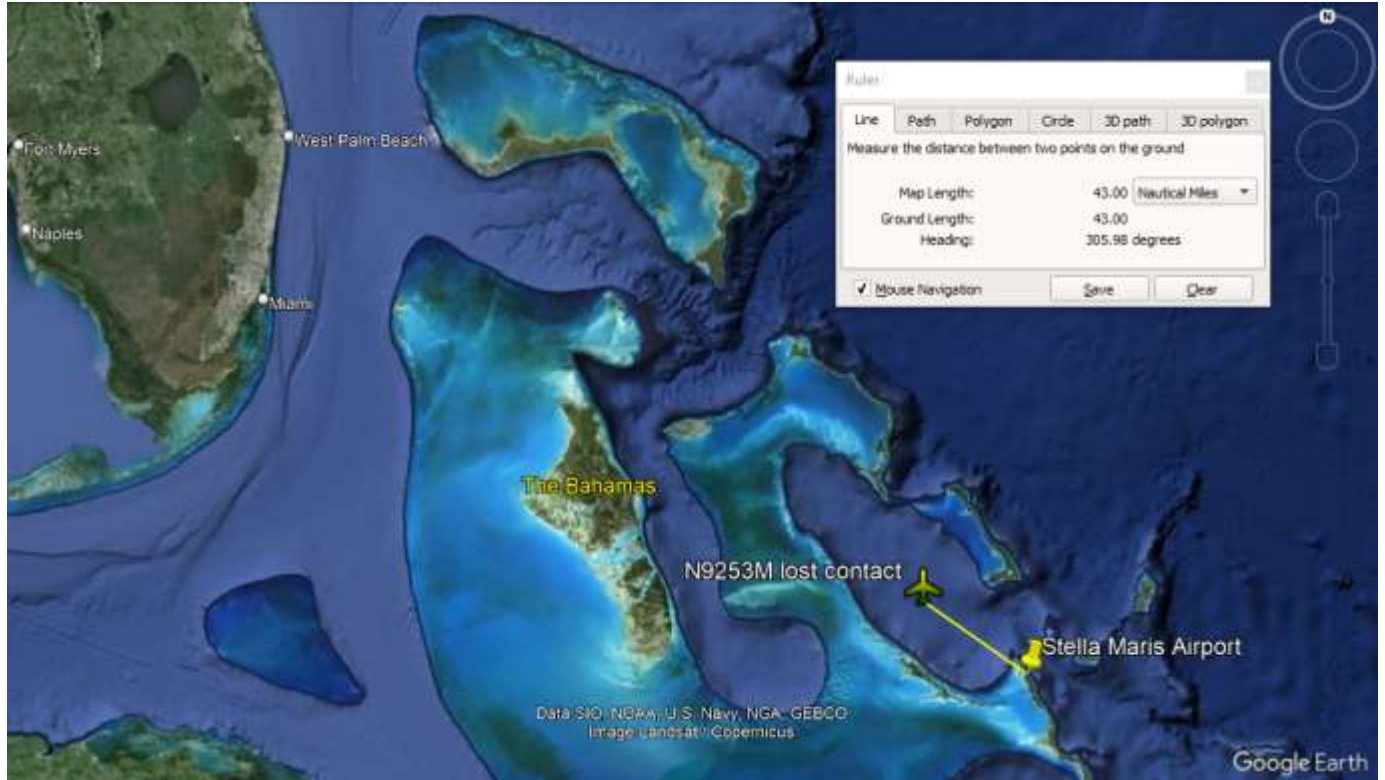 N
Ruler
Line Path Polygon Circle 3D path 3D polygon
Measure the distance between two points on the ground
Map Length: 43.00 Nautical Miles
Ground Length: 43.00
Heading: 305.98 degrees
Mouse Navigation Save Clear
West Palm Beach
Fort Myers
Naples
Miami
The Bahamas
N9253M lost contact
Stella Maris Airport
Data SIO, NOAA, U.S. Navy, NGA, GEBCO
Image Landsat / Copernicus
Google Earth